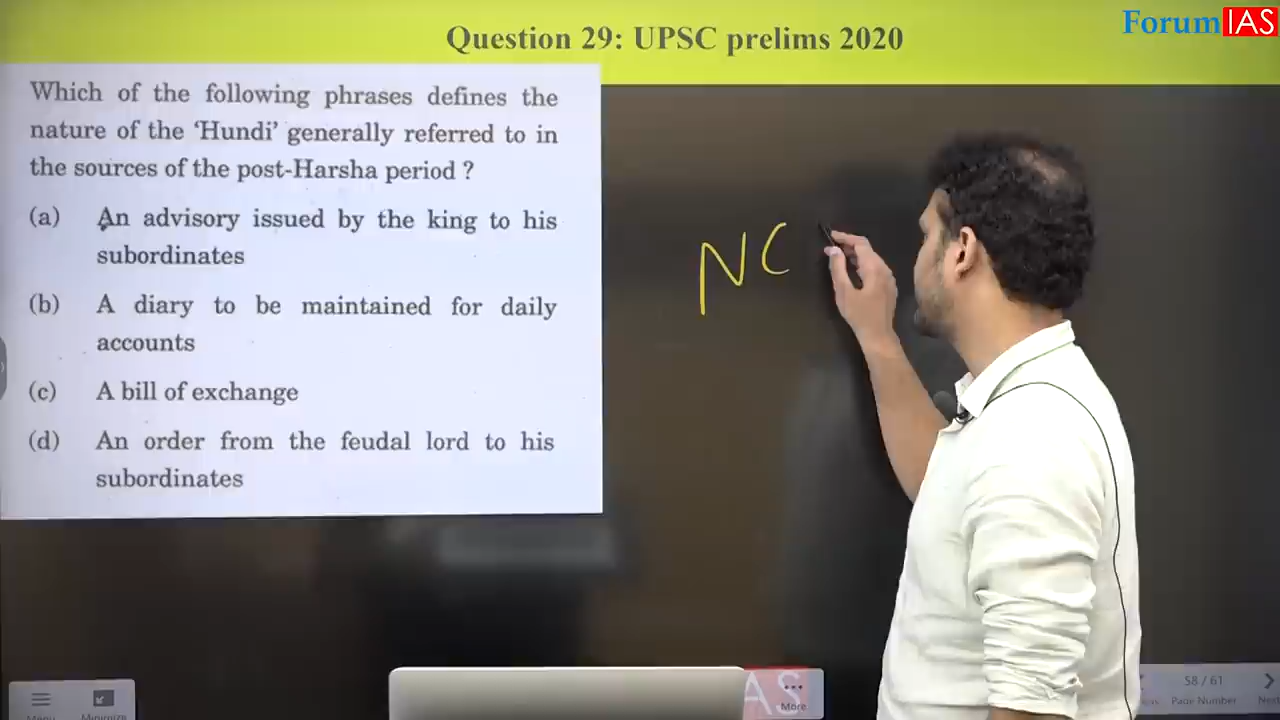 Question 29: UPSC prelims 2020
ForumIAS
Which of the following phrases defines the
nature of the ‘Hundi’ generally referred to in
the sources of the post-Harsha period ?
(a) An advisory issued by the king to his
subordinates
(b) A diary to be maintained for daily
accounts
(c) A bill of exchange
(d) An order from the feudal lord to his
subordinates
NC
AS
More
Menu
Minimize
58 / 61
Page Number